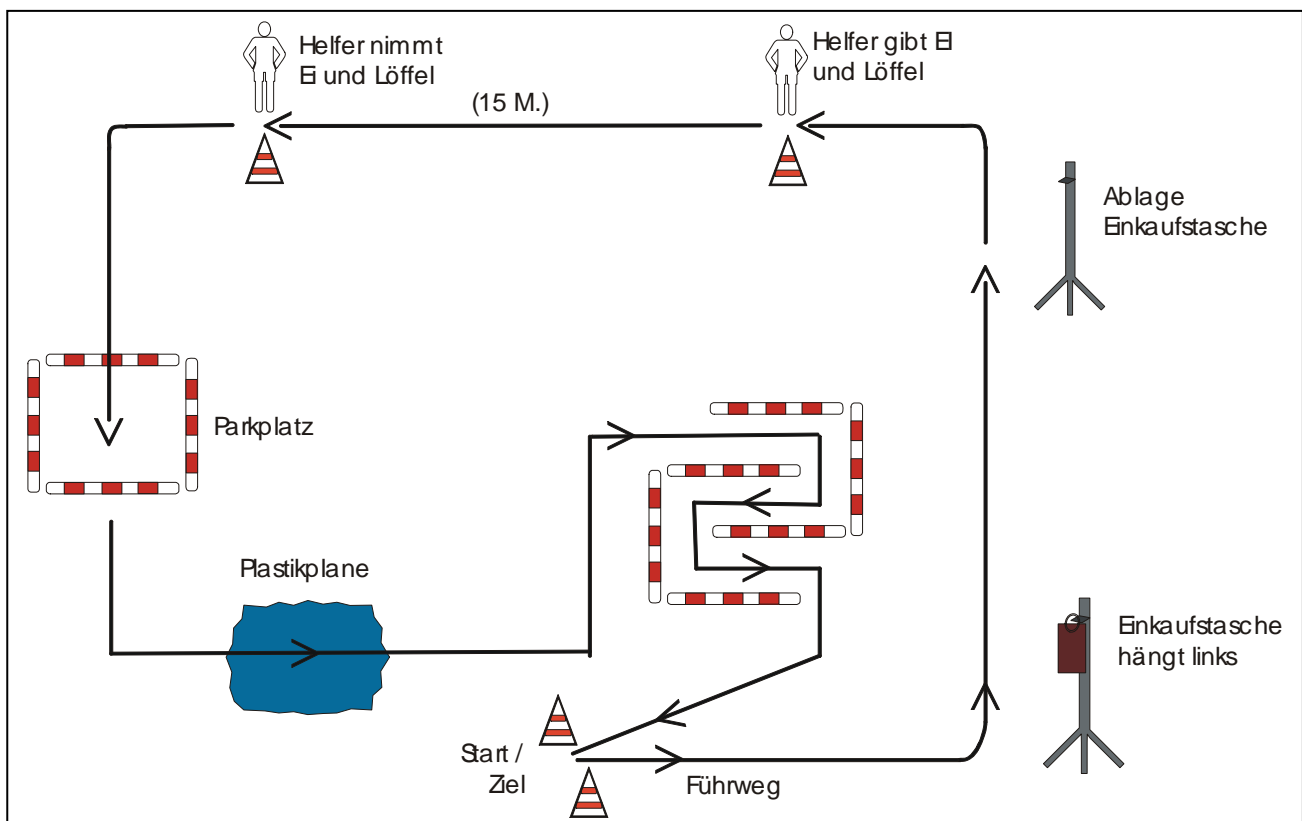 Helfer nimmt
Ei und Löffel
Helfer gibt Ei
und Löffel
(15 M.)
Ablage
Einkaufstasche
Parkplatz
Plastikplane
Einkaufstasche
hängt links
Start /
Ziel
Führweg